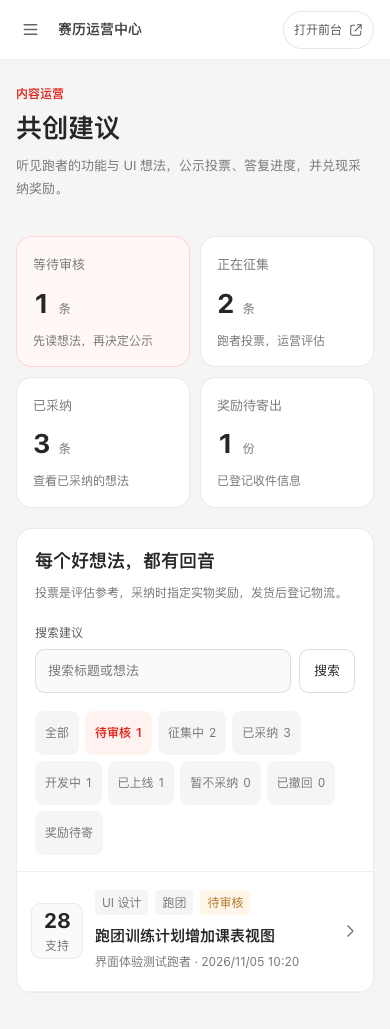 赛历运营中心
打开前台
内容运营
共创建议
听见跑者的功能与 UI 想法，公示投票、答复进度，并兑现采
纳奖励。
等待审核
1 条
先读想法，再决定公示
正在征集
2 条
跑者投票，运营评估
已采纳
3 条
查看已采纳的想法
奖励待寄出
1 份
已登记收件信息
每个好想法，都有回音
投票是评估参考，采纳时指定实物奖励，发货后登记物流。
搜索建议
搜索标题或想法
搜索
全部
待审核 1
征集中 2
已采纳 3
开发中 1
已上线 1
暂不采纳 0
已撤回 0
奖励待寄
28
支持
UI 设计
跑团
待审核
跑团训练计划增加课表视图
界面体验测试跑者 · 2026/11/05 10:20